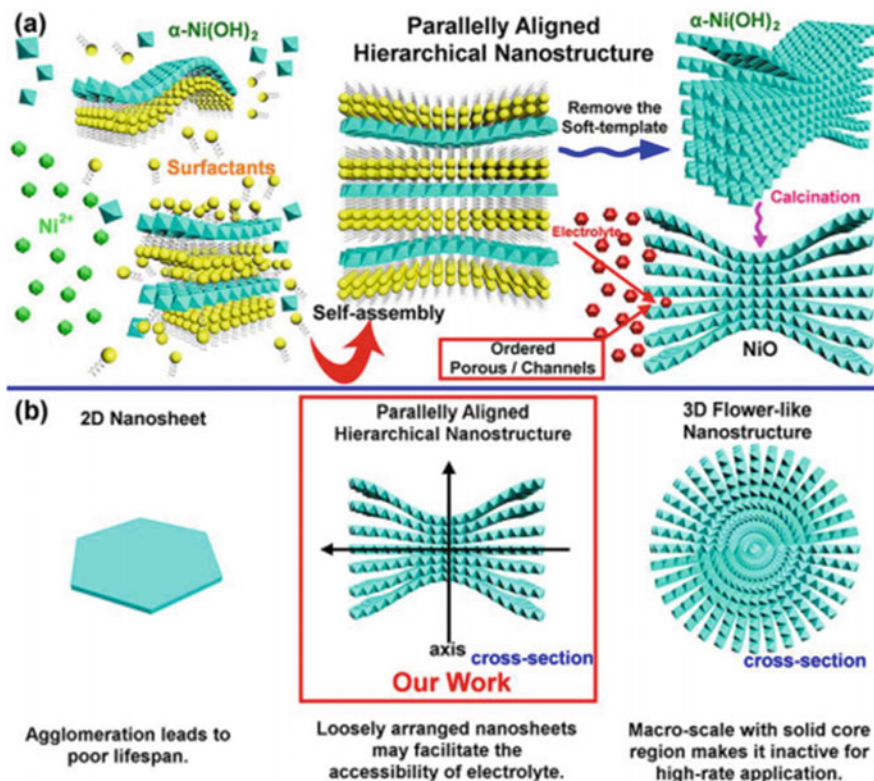 (a)
α-Ni(OH)₂
Parallelly Aligned
Hierarchical Nanostructure
α-Ni(OH)₂
Remove the
Soft-template
Surfactants
Ni²⁺
Calcination
Electrolyte
Self-assembly
Ordered
Porous / Channels
NiO
(b)
2D Nanosheet
Parallelly Aligned
Hierarchical Nanostructure
3D Flower-like
Nanostructure
axis
cross-section
Our Work
cross-section
Agglomeration leads to
poor lifespan.
Loosely arranged nanosheets
may facilitate the
accessibility of electrolyte.
Macro-scale with solid core
region makes it inactive for
high-rate application.